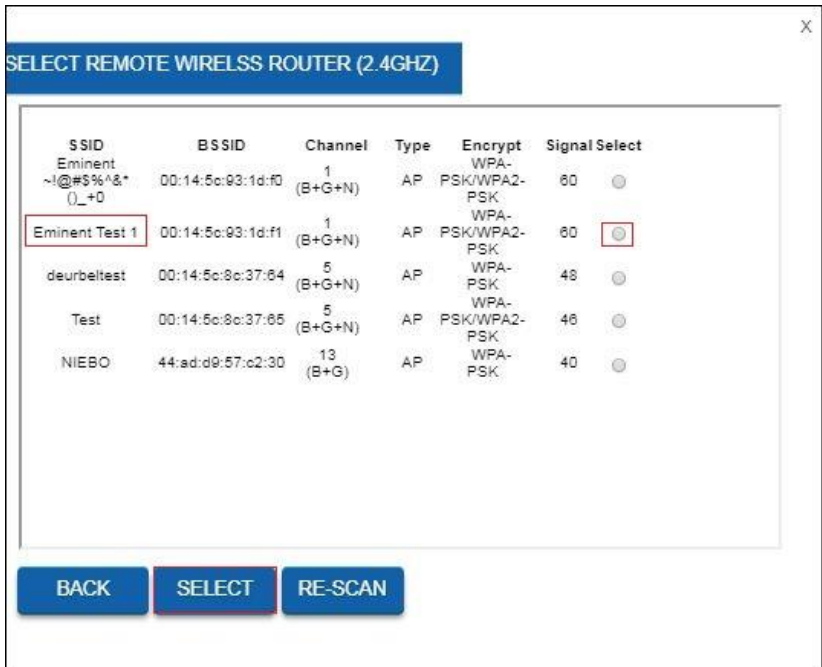 X
SELECT REMOTE WIRELSS ROUTER (2.4GHZ)
SSID BSSID Channel Type Encrypt Signal Select
Eminent
~!@#$%^&*
()_+0 00:14:5c:93:1d:f0 1
(B+G+N) AP WPA-
PSK/WPA2-
PSK 60
Eminent Test 1 00:14:5c:93:1d:f1 1
(B+G+N) AP WPA-
PSK/WPA2-
PSK 60
deurbeltest 00:14:5c:8c:37:64 5
(B+G+N) AP WPA-
PSK 48
Test 00:14:5c:8c:37:65 5
(B+G+N) AP WPA-
PSK/WPA2-
PSK 46
NIEBO 44:ad:d9:57:c2:30 13
(B+G) AP WPA-
PSK 40
BACK SELECT RE-SCAN